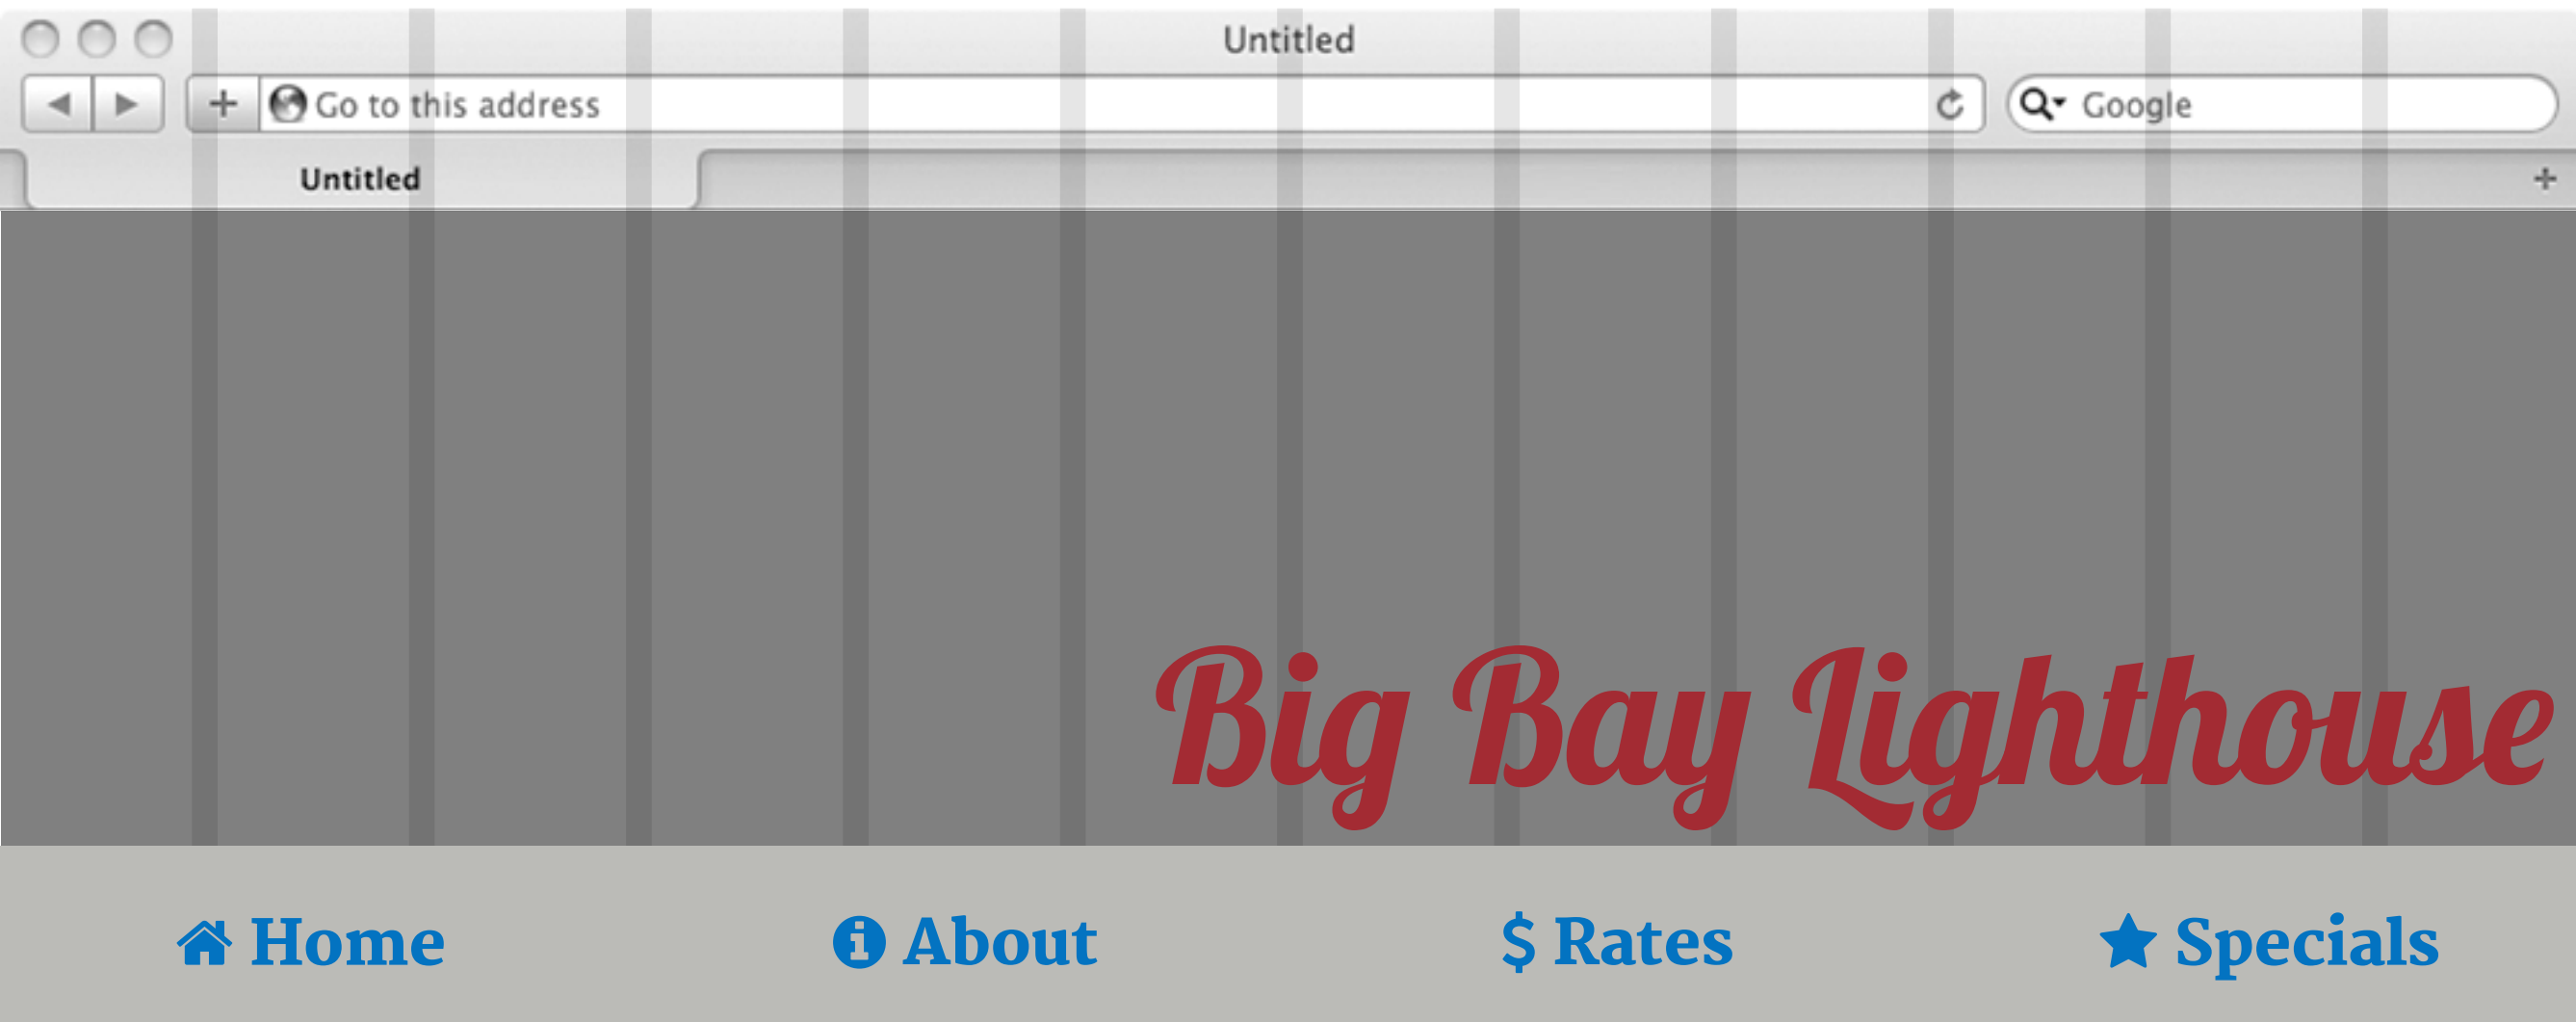 Untitled
Go to this address
Google
Untitled
Big Bay Lighthouse
Home
About
$ Rates
Specials